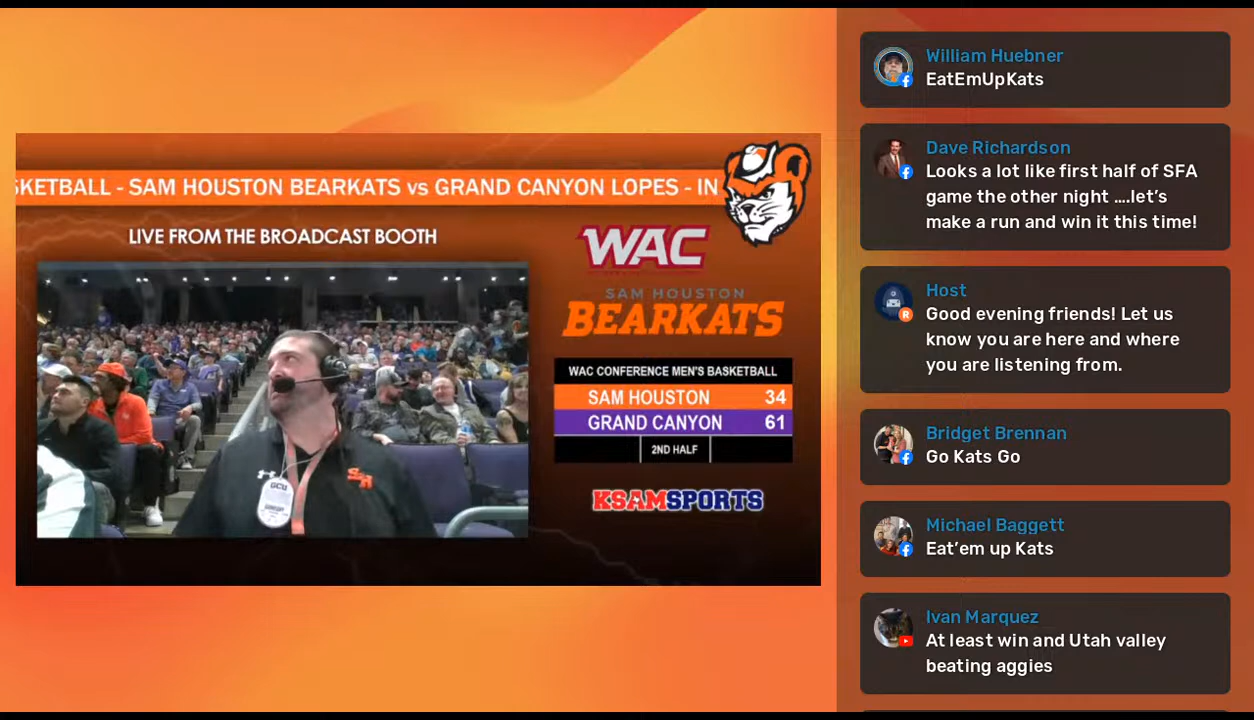 SKETBALL - SAM HOUSTON BEARKATS vs GRAND CANYON LOPES - IN
LIVE FROM THE BROADCAST BOOTH
GCU
SH
WAC
SAM HOUSTON
BEARKATS
WAC CONFERENCE MEN'S BASKETBALL
SAM HOUSTON 34
GRAND CANYON 61
2ND HALF
KSAMSPORTS
William Huebner
EatEmUpKats
Dave Richardson
Looks a lot like first half of SFA
game the other night ....let's
make a run and win it this time!
Host
Good evening friends! Let us
know you are here and where
you are listening from.
Bridget Brennan
Go Kats Go
Michael Baggett
Eat'em up Kats
Ivan Marquez
At least win and Utah valley
beating aggies